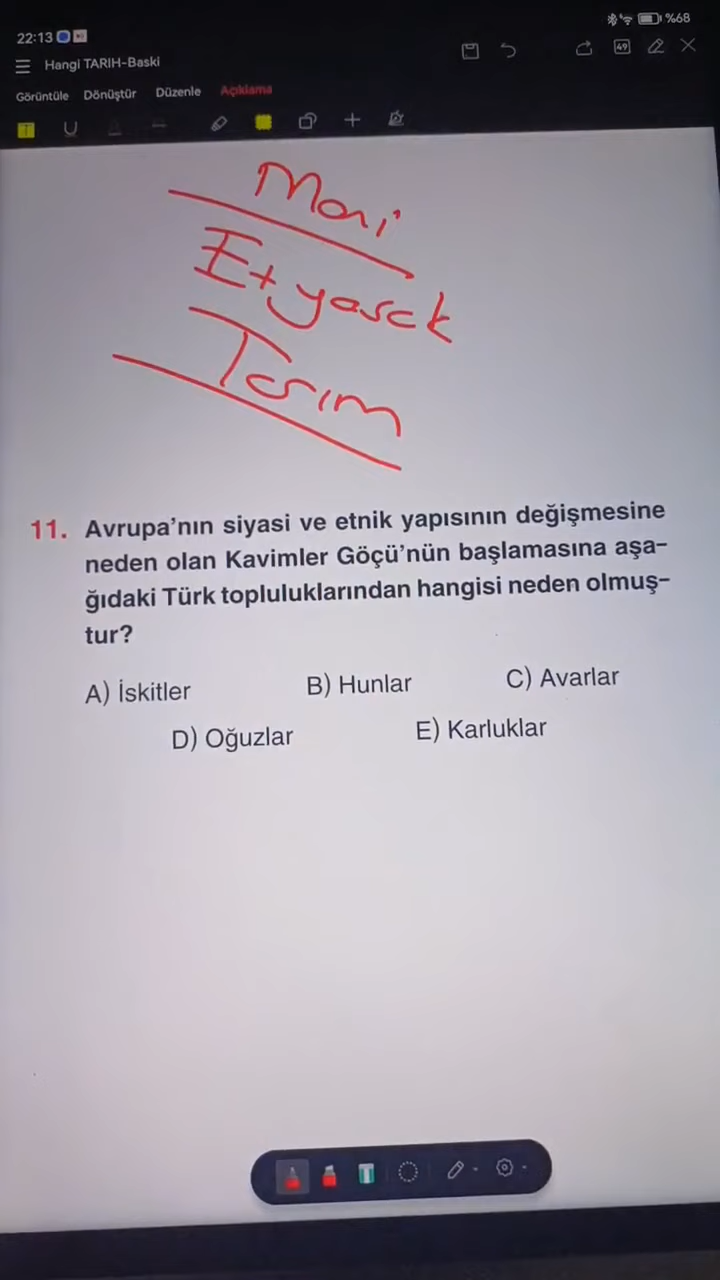 22:13 %68
Hangi TARIH-Baski 49
Görüntüle Dönüştür Düzenle Açıklama
T U
Mani
Et yasak
Tarım
11. Avrupa'nın siyasi ve etnik yapısının değişmesine
neden olan Kavimler Göçü'nün başlamasına aşa-
ğıdaki Türk topluluklarından hangisi neden olmuş-
tur?
A) İskitler B) Hunlar C) Avarlar
D) Oğuzlar E) Karluklar